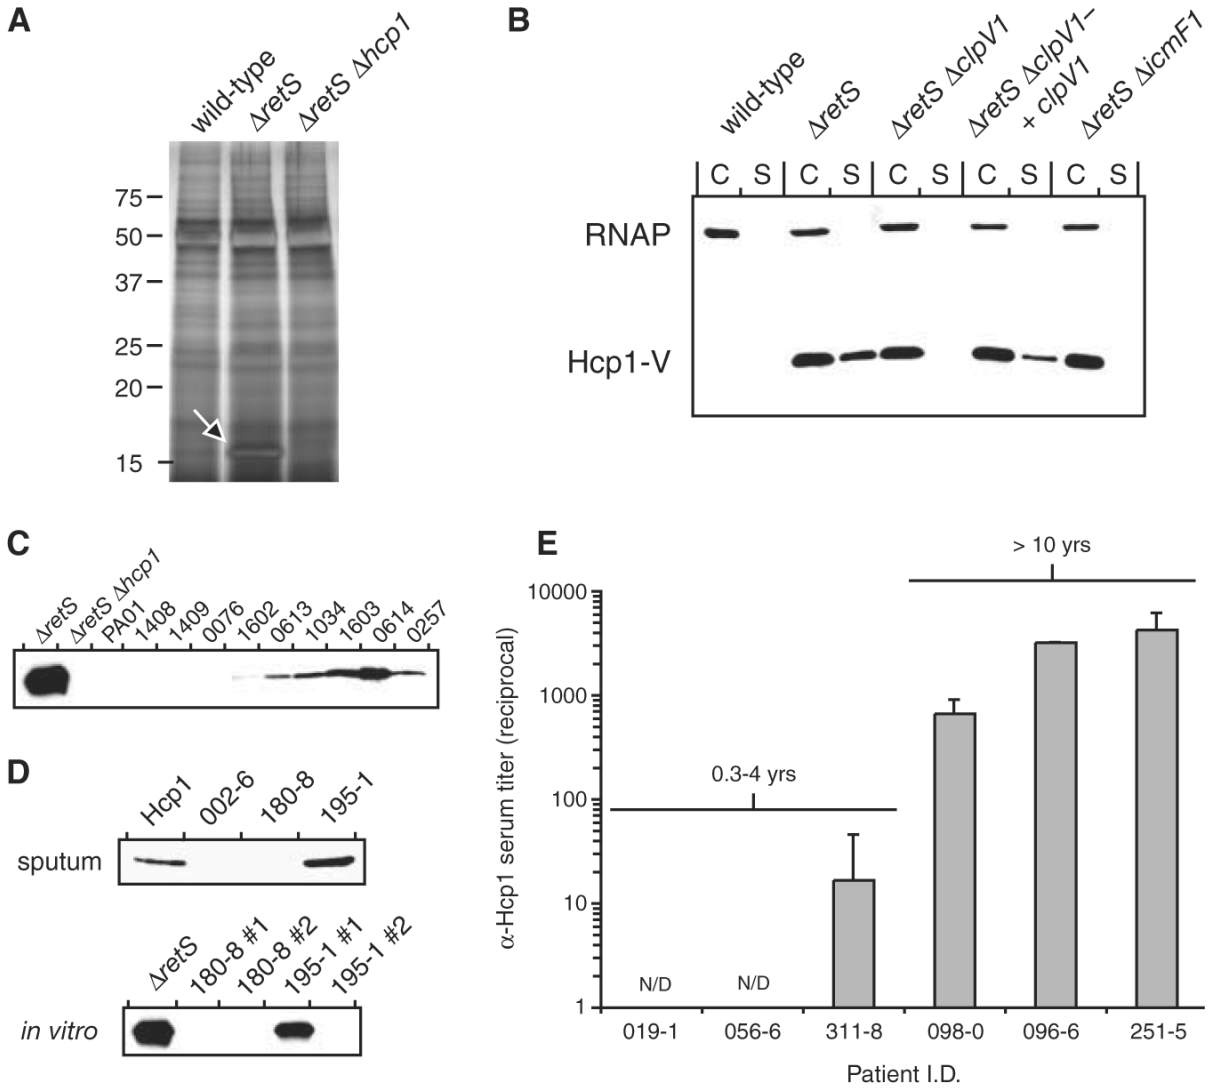 A
wild-type
ΔretS
ΔretS Δhcp1
75
50
37
25
20
15
B
wild-type
ΔretS
ΔretS ΔclpV1
ΔretS ΔclpV1–
+ clpV1
ΔretS ΔicmF1
C S C S C S C S C S
RNAP
Hcp1-V
C
ΔretS
ΔretS Δhcp1
PA01
1408
1409
0076
1602
0613
1034
1603
0614
0257
D
Hcp1
002-6
180-8
195-1
sputum
ΔretS
180-8 #1
180-8 #2
195-1 #1
195-1 #2
in vitro
E
> 10 yrs
0.3-4 yrs
α-Hcp1 serum titer (reciprocal)
10000
1000
100
10
1
N/D
N/D
019-1 056-6 311-8 098-0 096-6 251-5
Patient I.D.